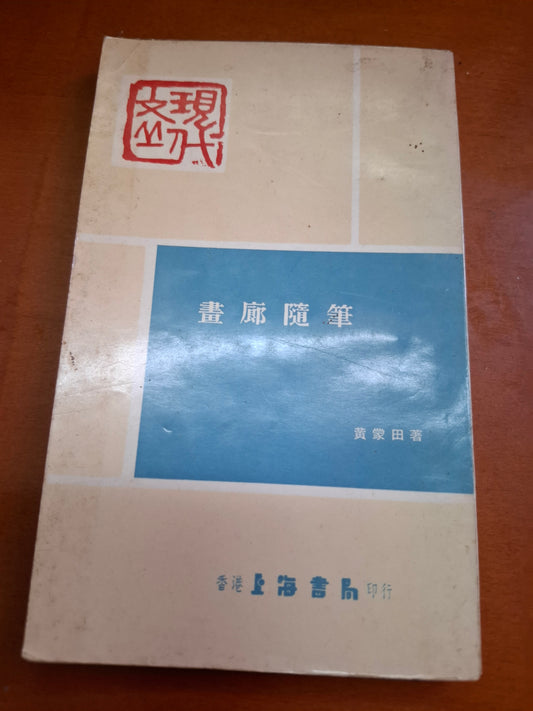 現代
文丛
畫廊隨筆
黃蒙田著
香港上海書局印行